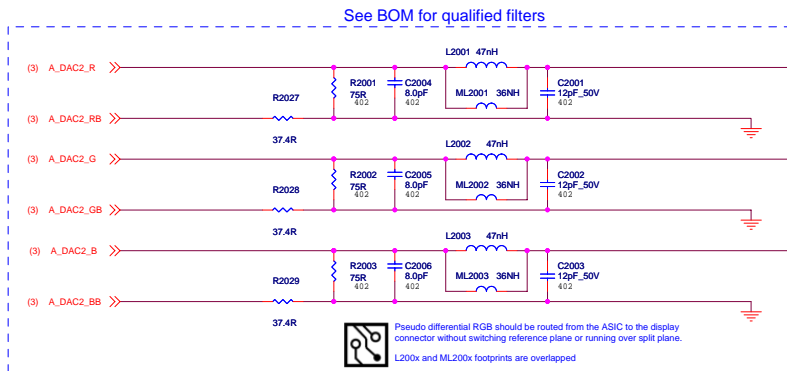 See BOM for qualified filters
L2001 47nH
(3) A_DAC2_R
R2001
75R
402
C2004
8.0pF
402
ML2001 36NH
C2001
12pF_50V
402
R2027
(3) A_DAC2_RB
37.4R
L2002 47nH
(3) A_DAC2_G
R2002
75R
402
C2005
8.0pF
402
ML2002 36NH
C2002
12pF_50V
402
R2028
(3) A_DAC2_GB
37.4R
L2003 47nH
(3) A_DAC2_B
R2003
75R
402
C2006
8.0pF
402
ML2003 36NH
C2003
12pF_50V
402
R2029
(3) A_DAC2_BB
37.4R
Pseudo differential RGB should be routed from the ASIC to the display
connector without switching reference plane or running over split plane.
L200x and ML200x footprints are overlapped